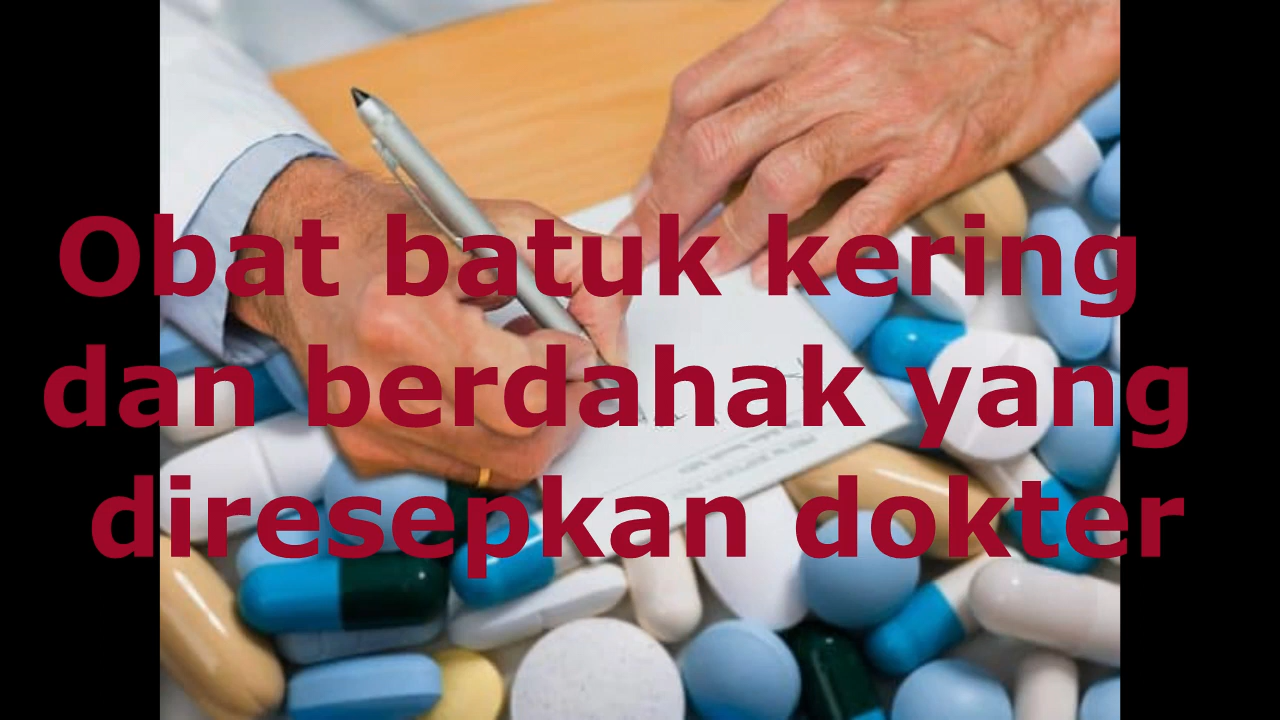 Obat batuk kering
dan berdahak yang
diresepkan dokter